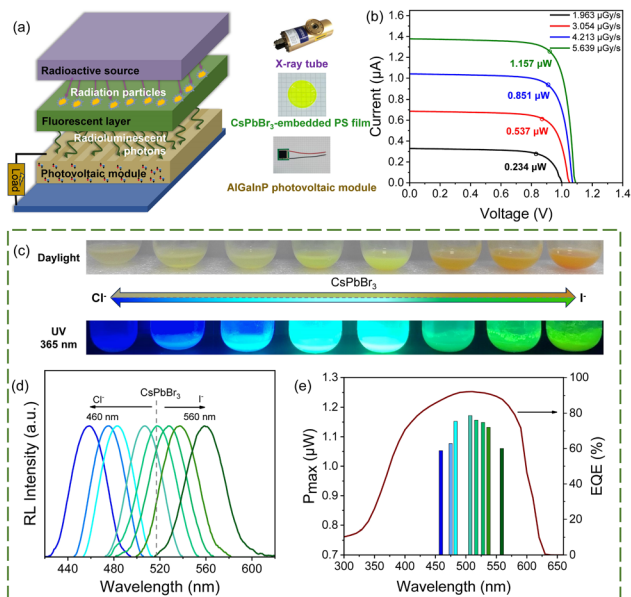 (a)
Radioactive source
Radiation particles
Fluorescent layer
Radioluminescent
photons
Load
Photovoltaic module
X-ray tube
CsPbBr₃-embedded PS film
AlGaInP photovoltaic module
(b)
1.963 μGy/s
3.054 μGy/s
4.213 μGy/s
5.639 μGy/s
1.157 μW
0.851 μW
0.537 μW
0.234 μW
Current (μA)
1.6
1.4
1.2
1.0
0.8
0.6
0.4
0.2
0.0
0.0 0.2 0.4 0.6 0.8 1.0 1.2 1.4
Voltage (V)
(c)
Daylight
CsPbBr₃
Cl⁻ I⁻
UV
365 nm
(d)
CsPbBr₃
Cl⁻ I⁻
460 nm 560 nm
RL Intensity (a.u.)
440 480 520 560 600
Wavelength (nm)
(e)
Pmax (μW)
1.3
1.2
1.1
1.0
0.9
0.8
0.7
100
80
60
40
20
0
EQE (%)
300 350 400 450 500 550 600 650
Wavelength (nm)